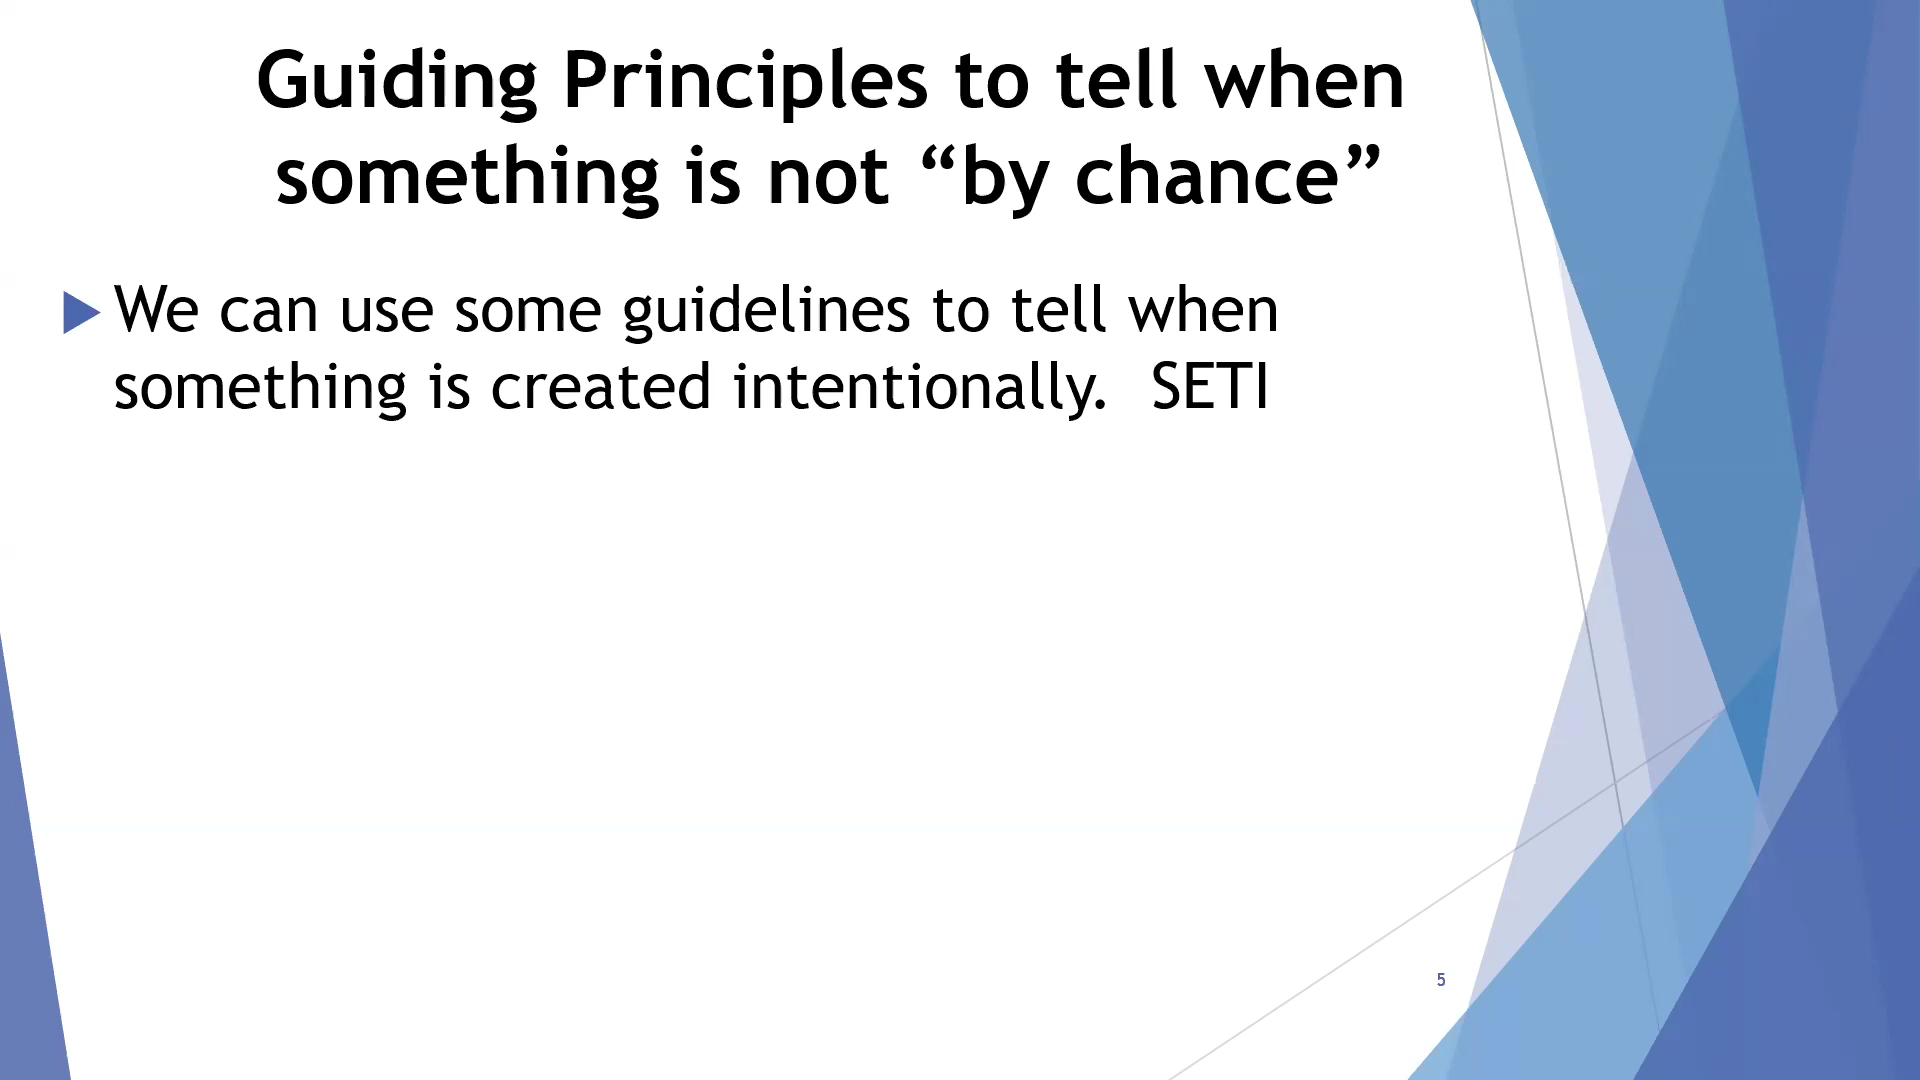 Guiding Principles to tell when
something is not “by chance”
We can use some guidelines to tell when
something is created intentionally.  SETI
5